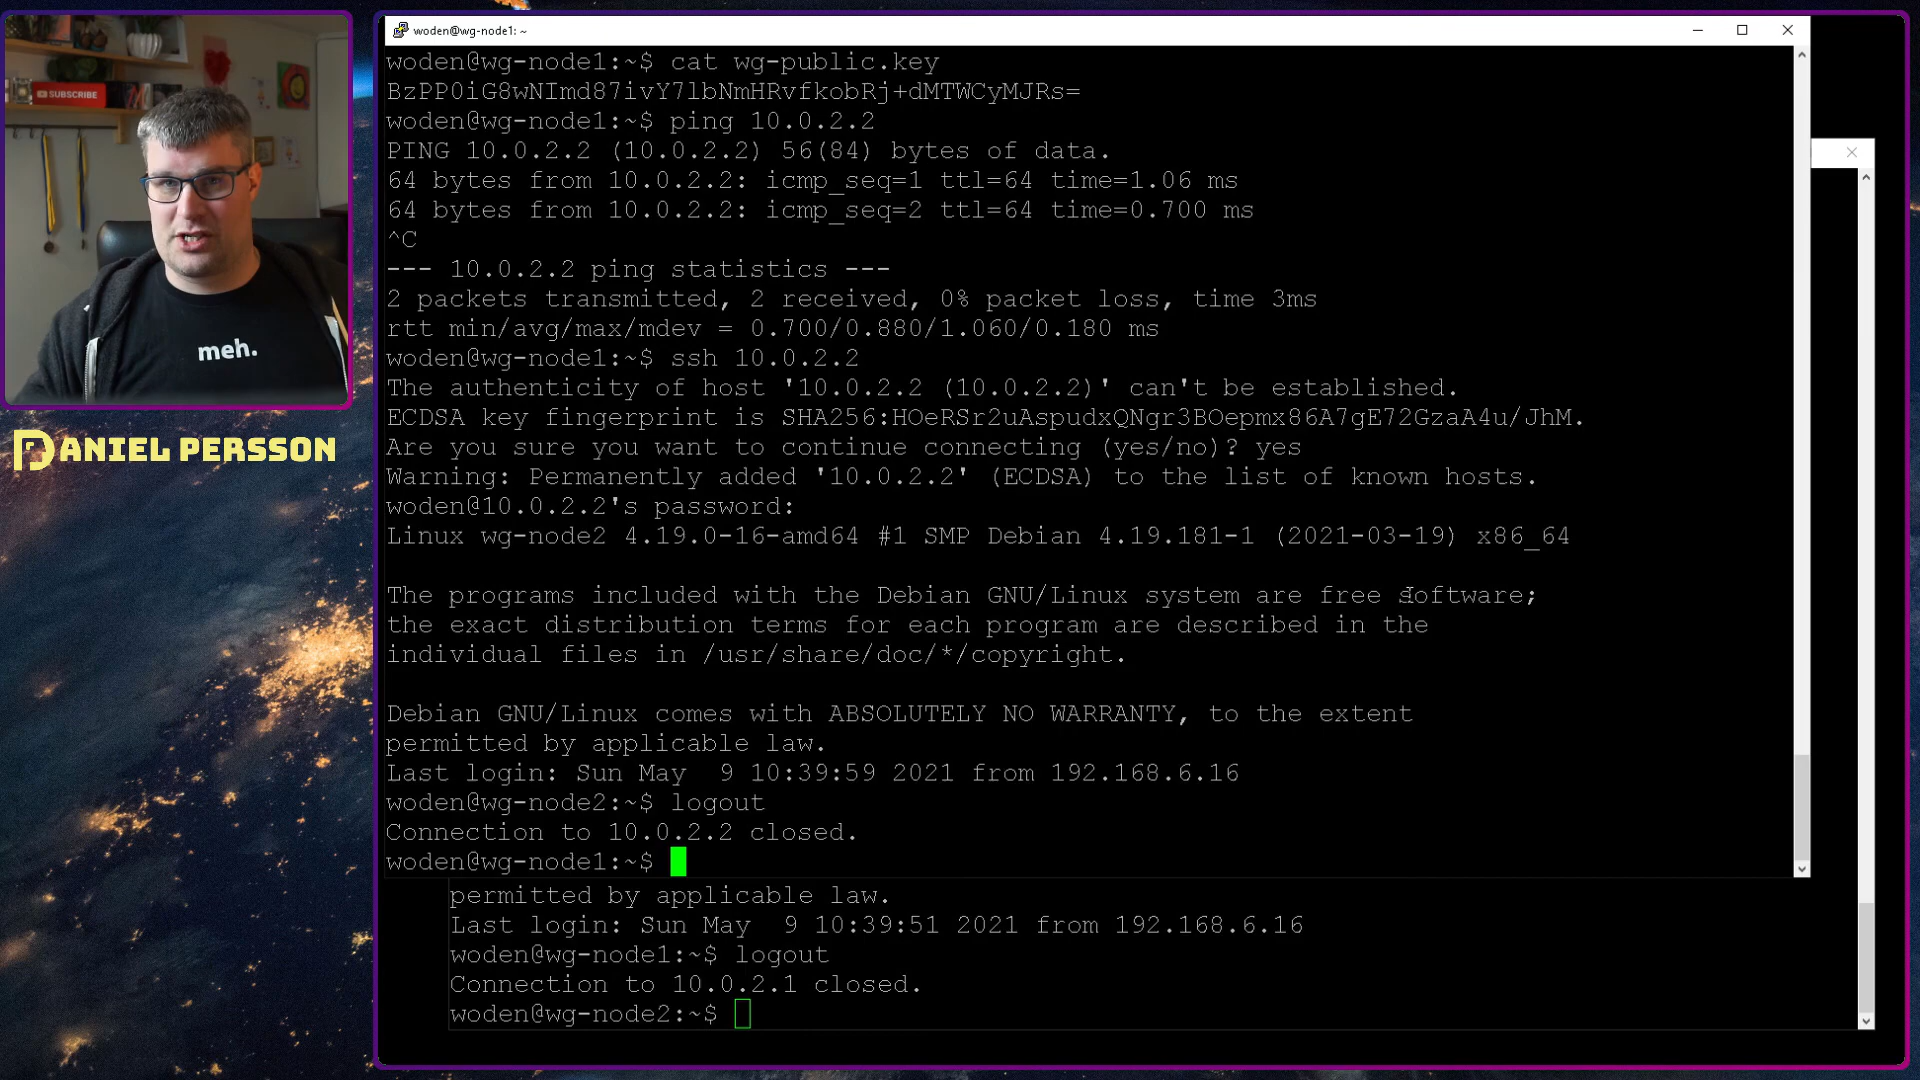 SUBSCRIBE
meh.
DANIEL PERSSON
woden@wg-node1: ~
woden@wg-node1:~$ cat wg-public.key
BzPP0iG8wNImd87ivY7lbNmHRvfkobRj+dMTWCyMJRs=
woden@wg-node1:~$ ping 10.0.2.2
PING 10.0.2.2 (10.0.2.2) 56(84) bytes of data.
64 bytes from 10.0.2.2: icmp_seq=1 ttl=64 time=1.06 ms
64 bytes from 10.0.2.2: icmp_seq=2 ttl=64 time=0.700 ms
^C
--- 10.0.2.2 ping statistics ---
2 packets transmitted, 2 received, 0% packet loss, time 3ms
rtt min/avg/max/mdev = 0.700/0.880/1.060/0.180 ms
woden@wg-node1:~$ ssh 10.0.2.2
The authenticity of host '10.0.2.2 (10.0.2.2)' can't be established.
ECDSA key fingerprint is SHA256:HOeRSr2uAspudxQNgr3BOepmx86A7gE72GzaA4u/JhM.
Are you sure you want to continue connecting (yes/no)? yes
Warning: Permanently added '10.0.2.2' (ECDSA) to the list of known hosts.
woden@10.0.2.2's password:
Linux wg-node2 4.19.0-16-amd64 #1 SMP Debian 4.19.181-1 (2021-03-19) x86_64
The programs included with the Debian GNU/Linux system are free software;
the exact distribution terms for each program are described in the
individual files in /usr/share/doc/*/copyright.
Debian GNU/Linux comes with ABSOLUTELY NO WARRANTY, to the extent
permitted by applicable law.
Last login: Sun May  9 10:39:59 2021 from 192.168.6.16
woden@wg-node2:~$ logout
Connection to 10.0.2.2 closed.
woden@wg-node1:~$
permitted by applicable law.
Last login: Sun May  9 10:39:51 2021 from 192.168.6.16
woden@wg-node1:~$ logout
Connection to 10.0.2.1 closed.
woden@wg-node2:~$